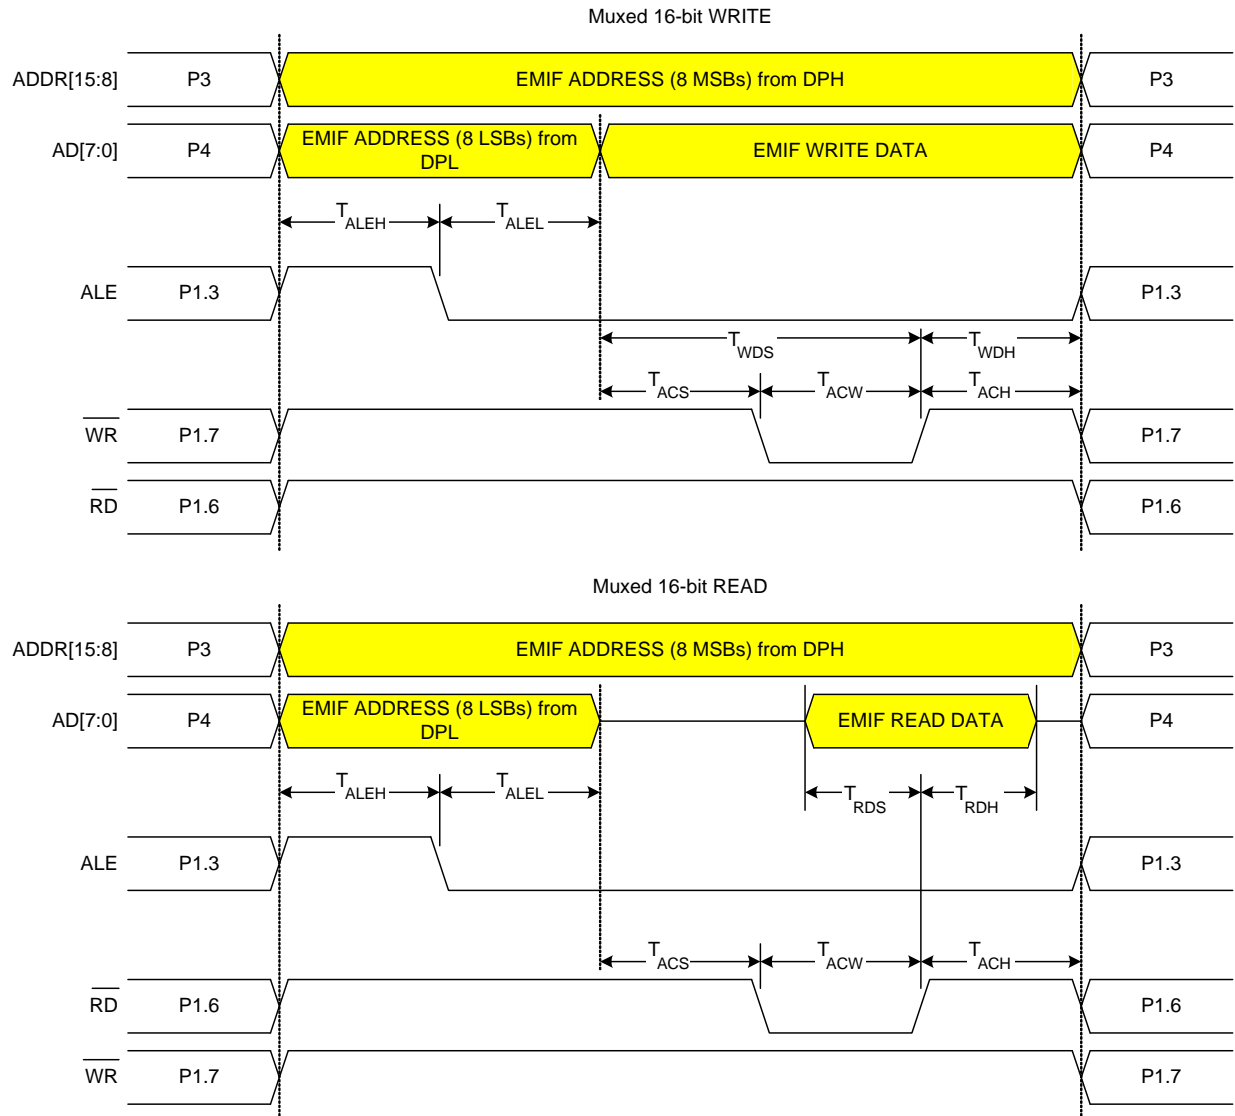 Muxed 16-bit WRITE
ADDR[15:8] P3 EMIF ADDRESS (8 MSBs) from DPH P3
AD[7:0] P4 EMIF ADDRESS (8 LSBs) from DPL EMIF WRITE DATA P4
TALEH TALEL
ALE P1.3 P1.3
TWDS TWDH
TACS TACW TACH
WR P1.7 P1.7
RD P1.6 P1.6
Muxed 16-bit READ
ADDR[15:8] P3 EMIF ADDRESS (8 MSBs) from DPH P3
AD[7:0] P4 EMIF ADDRESS (8 LSBs) from DPL EMIF READ DATA P4
TALEH TALEL TRDS TRDH
ALE P1.3 P1.3
TACS TACW TACH
RD P1.6 P1.6
WR P1.7 P1.7